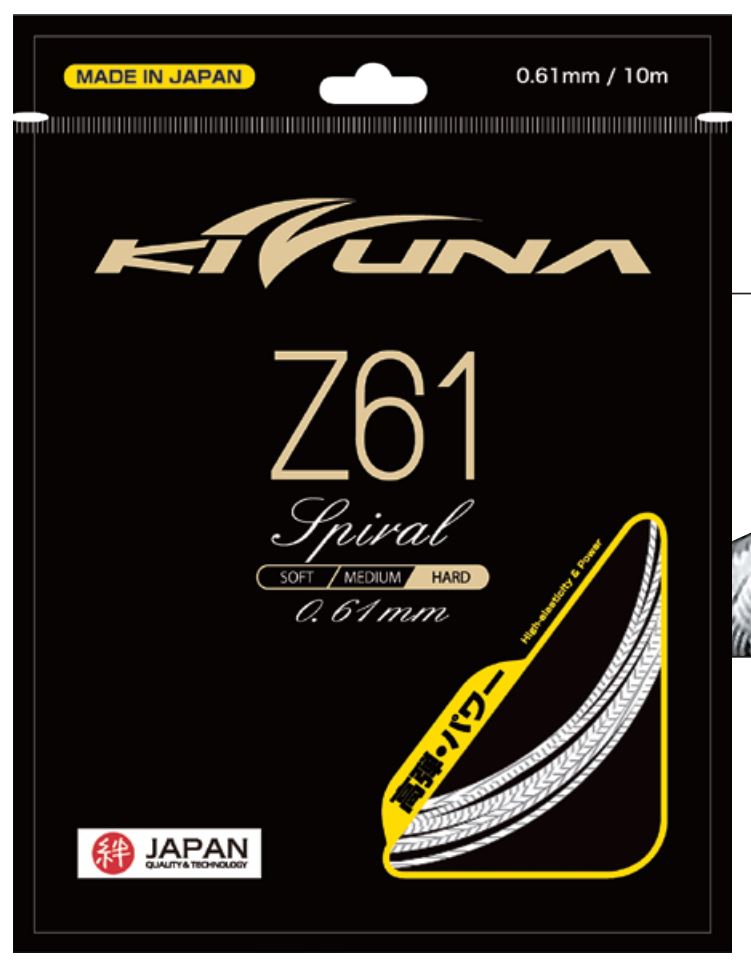 MADE IN JAPAN
0.61mm / 10m
KIZUNA
Z61
Spiral
SOFT / MEDIUM / HARD
0.61mm
High-elasticity & Power
高弾・パワー
絆 JAPAN
QUALITY & TECHNOLOGY